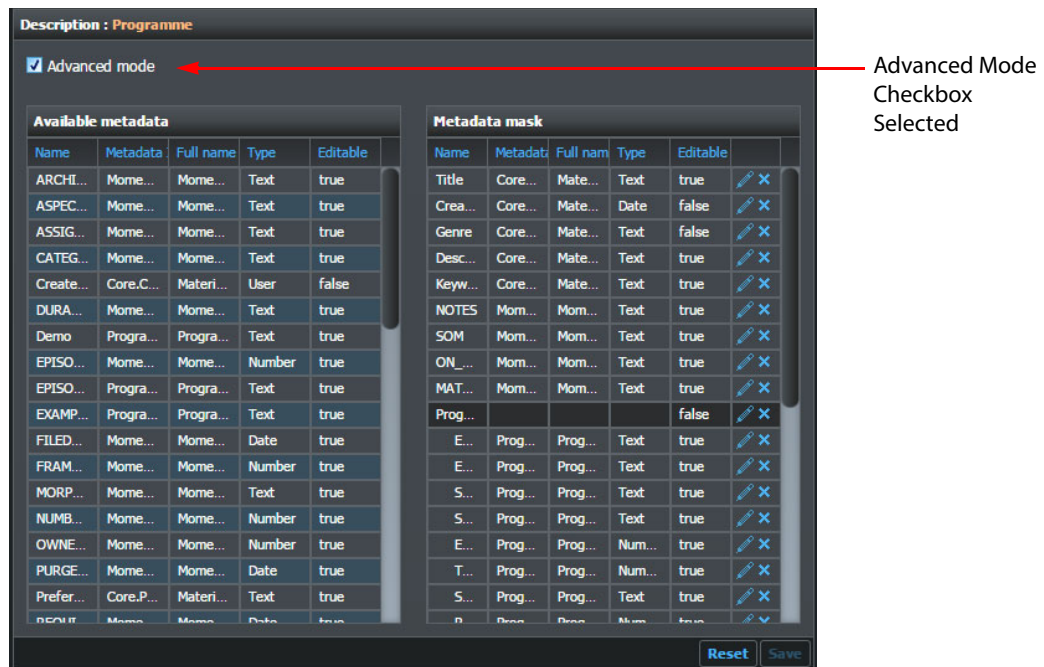 Description : Programme
Advanced mode
Advanced Mode
Checkbox
Selected
Available metadata
Name Metadata Full name Type Editable
ARCHI... Mome... Mome... Text true
ASPEC... Mome... Mome... Text true
ASSIG... Mome... Mome... Text true
CATEG... Mome... Mome... Text true
Create... Core.C... Materi... User false
DURA... Mome... Mome... Text true
Demo Progra... Progra... Text true
EPISO... Mome... Mome... Number true
EPISO... Progra... Progra... Text true
EXAMP... Progra... Progra... Text true
FILED... Mome... Mome... Date true
FRAM... Mome... Mome... Number true
MORP... Mome... Mome... Text true
NUMB... Mome... Mome... Number true
OWNE... Mome... Mome... Number true
PURGE... Mome... Mome... Date true
Prefer... Core.P... Materi... Text true
Metadata mask
Name Metadata Full nam Type Editable
Title Core... Mate... Text true
Crea... Core... Mate... Date false
Genre Core... Mate... Text false
Desc... Core... Mate... Text true
Keyw... Core... Mate... Text true
NOTES Mom... Mom... Text true
SOM Mom... Mom... Text true
ON_... Mom... Mom... Text true
MAT... Mom... Mom... Text true
Prog... false
E... Prog... Prog... Text true
E... Prog... Prog... Text true
S... Prog... Prog... Text true
S... Prog... Prog... Text true
E... Prog... Prog... Num... true
T... Prog... Prog... Num... true
S... Prog... Prog... Text true
Reset Save